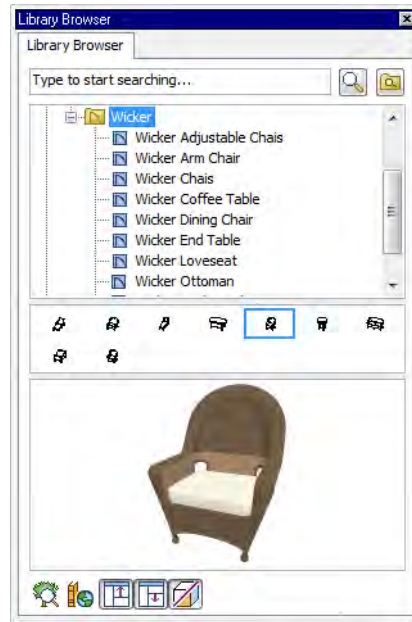 Library Browser
Library Browser
Type to start searching...
Wicker
Wicker Adjustable Chais
Wicker Arm Chair
Wicker Chais
Wicker Coffee Table
Wicker Dining Chair
Wicker End Table
Wicker Loveseat
Wicker Ottoman